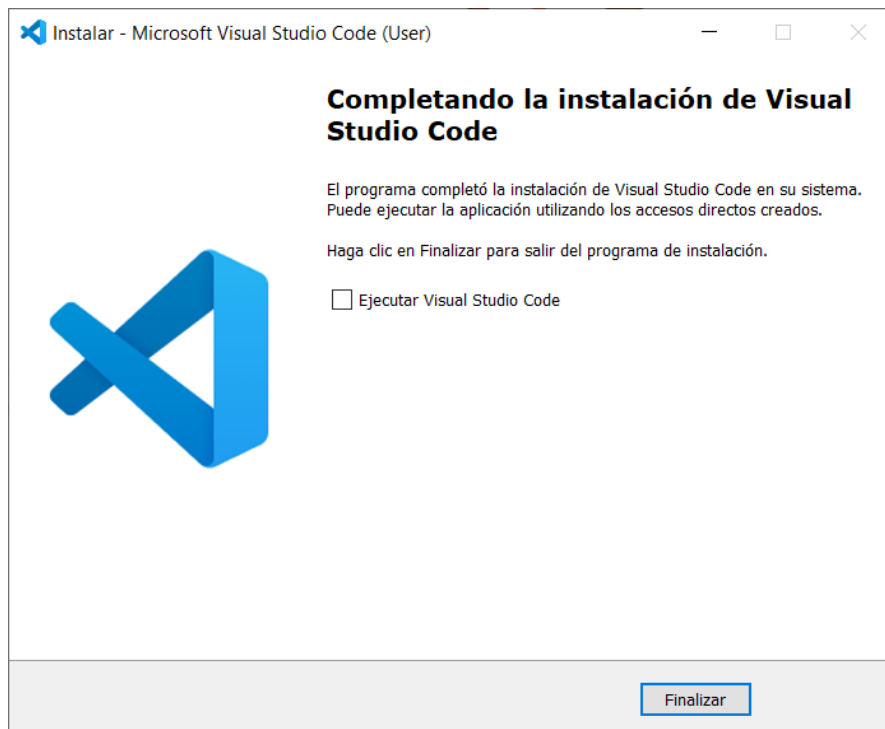 Instalar - Microsoft Visual Studio Code (User)
Completando la instalación de Visual
Studio Code
El programa completó la instalación de Visual Studio Code en su sistema.
Puede ejecutar la aplicación utilizando los accesos directos creados.
Haga clic en Finalizar para salir del programa de instalación.
Ejecutar Visual Studio Code
Finalizar